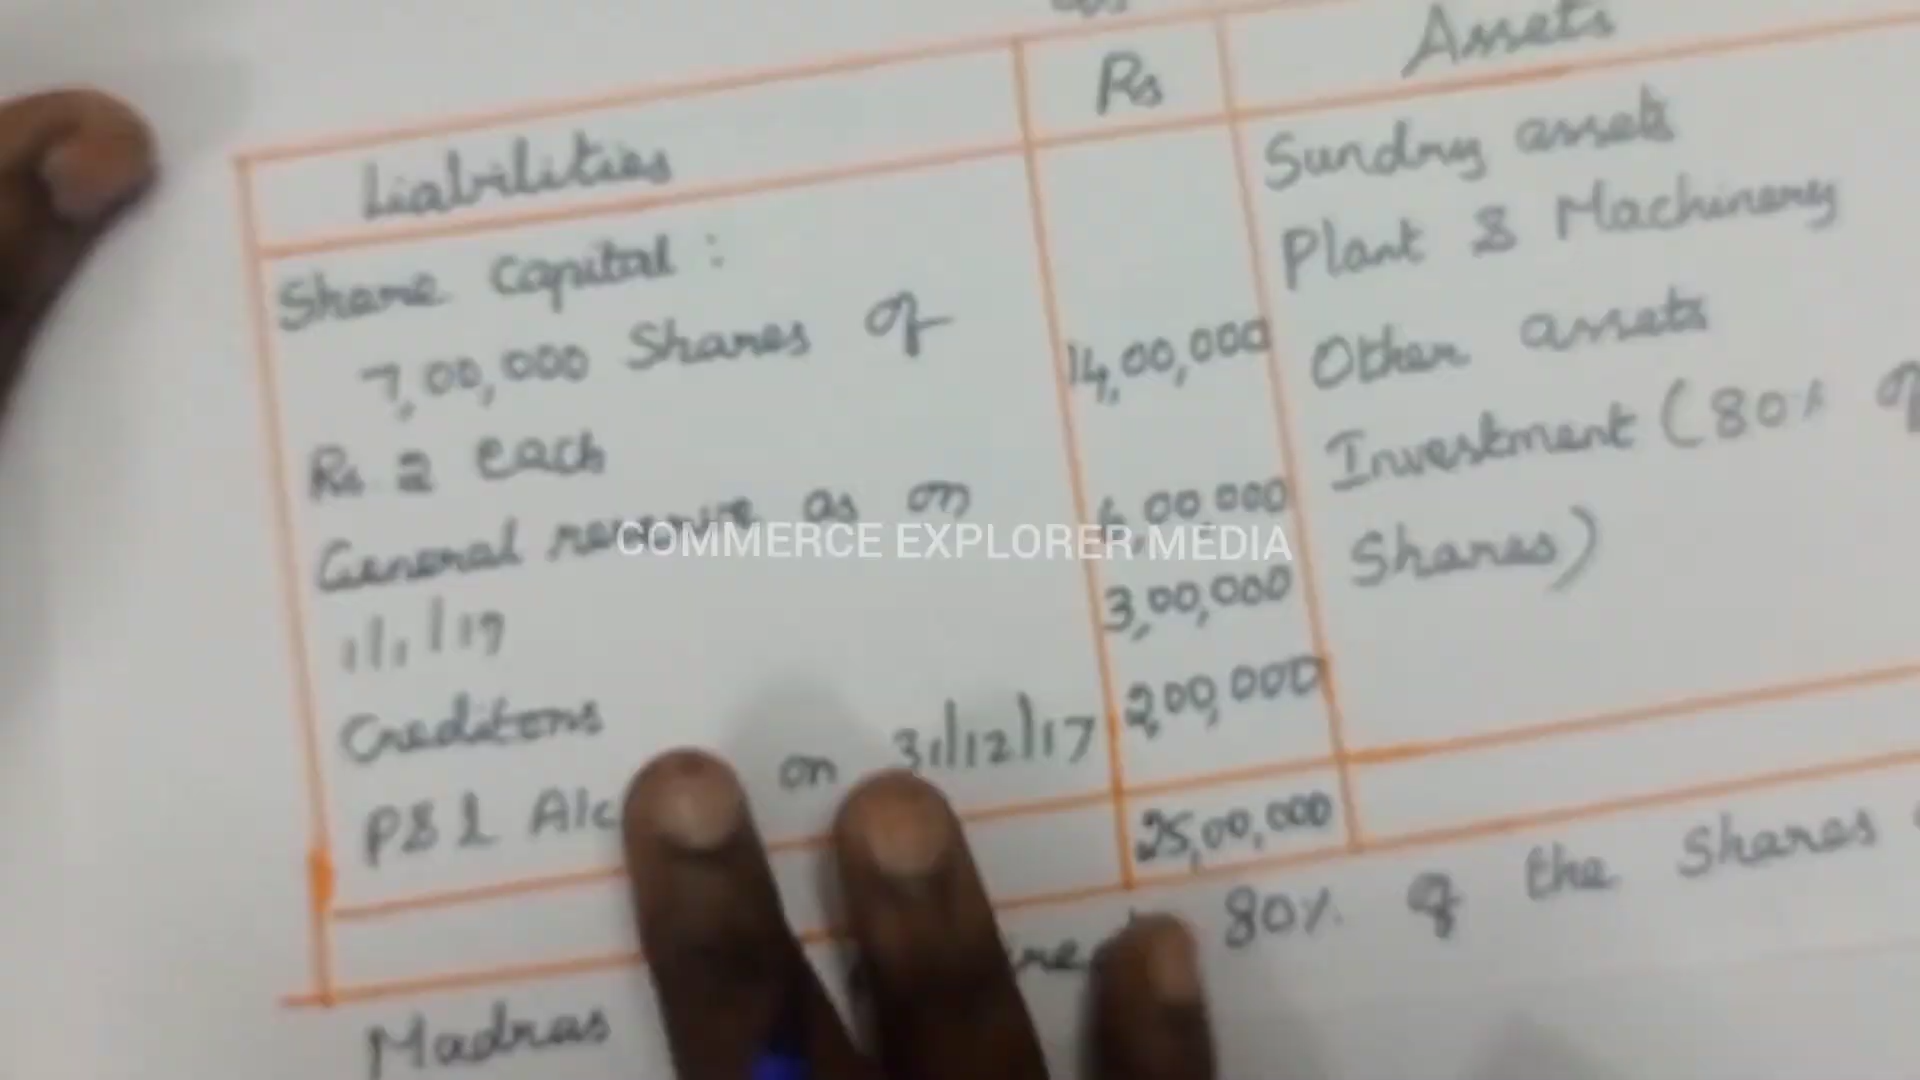 Liabilities
Rs
Assets
Share Capital :
7,00,000 Shares of
Rs 2 each
14,00,000
General reserve as on
1/1/17
6,00,000
Creditors
3,00,000
P & L A/c
on 31/12/17
2,00,000
25,00,000
Sundry assets
Plant & Machinery
Other assets
Investment (80%
Shares)
80% of the Shares
Madras
COMMERCE EXPLORER MEDIA